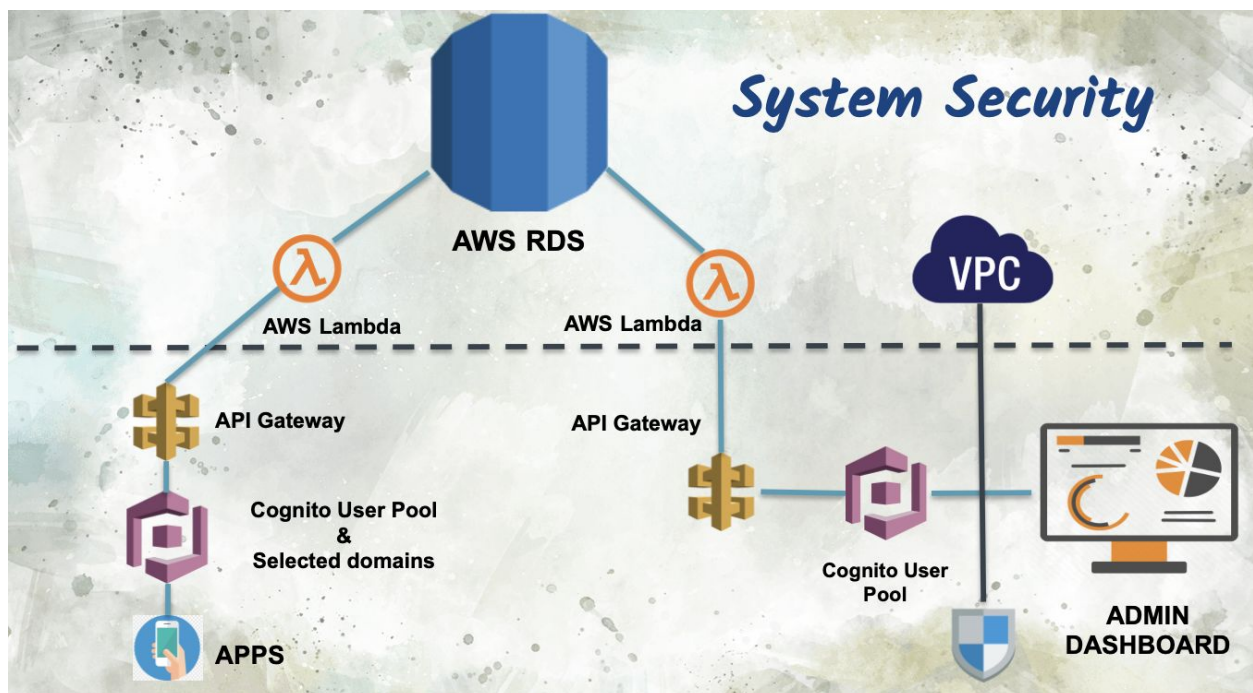 System Security
AWS RDS
VPC
AWS Lambda
AWS Lambda
API Gateway
API Gateway
Cognito User Pool
&
Selected domains
Cognito User
Pool
APPS
ADMIN
DASHBOARD